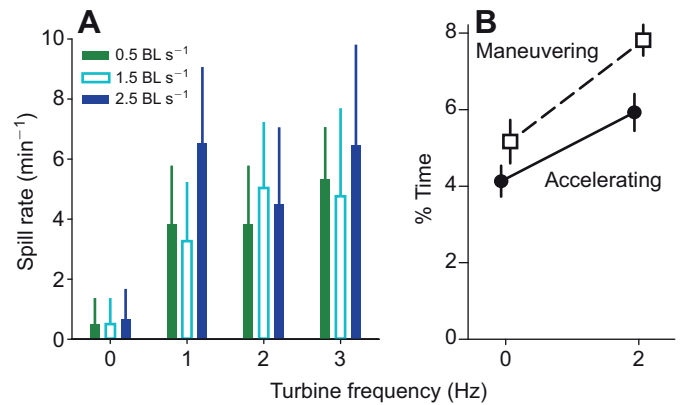 A
10
8
6
4
2
0
Spill rate (min−1)
0.5 BL s−1
1.5 BL s−1
2.5 BL s−1
0
1
2
3
B
8
6
4
2
0
% Time
Maneuvering
Accelerating
0
2
Turbine frequency (Hz)